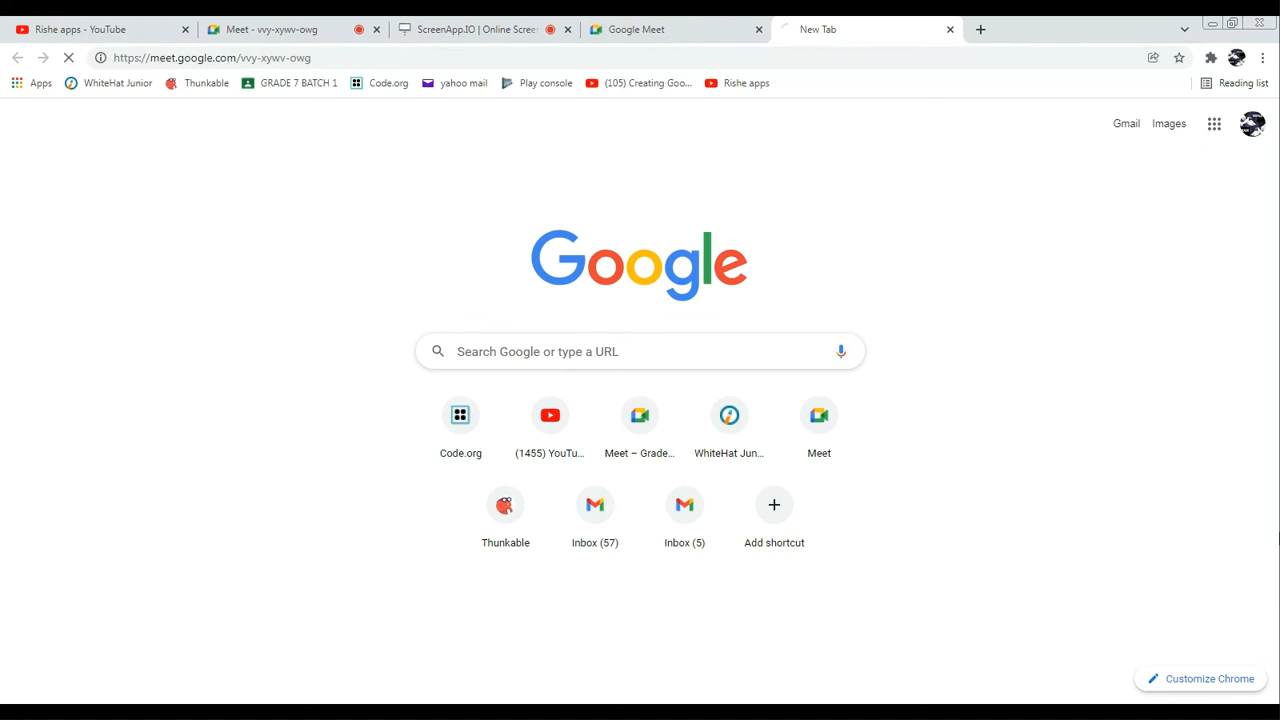 Rishe apps - YouTube
Meet - vvy-xywv-owg
ScreenApp.IO | Online Scree
Google Meet
New Tab
https://meet.google.com/vvy-xywv-owg
Apps
WhiteHat Junior
Thunkable
GRADE 7 BATCH 1
Code.org
yahoo mail
Play console
(105) Creating Goo...
Rishe apps
Reading list
Gmail
Images
Google
Search Google or type a URL
Code.org
(1455) YouTu...
Meet – Grade...
WhiteHat Jun...
Meet
Thunkable
Inbox (57)
Inbox (5)
Add shortcut
Customize Chrome